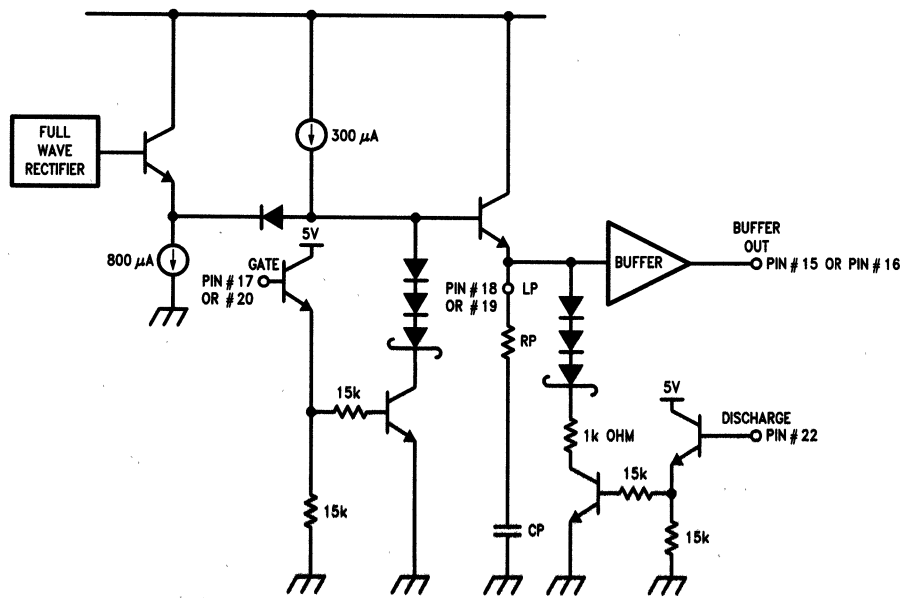 FULL
WAVE
RECTIFIER
300 μA
800 μA
5V
GATE
PIN #17
OR #20
BUFFER
BUFFER
OUT
PIN #15 OR PIN #16
PIN #18
OR #19
LP
RP
15k
15k
CP
1k OHM
5V
DISCHARGE
PIN #22
15k
15k